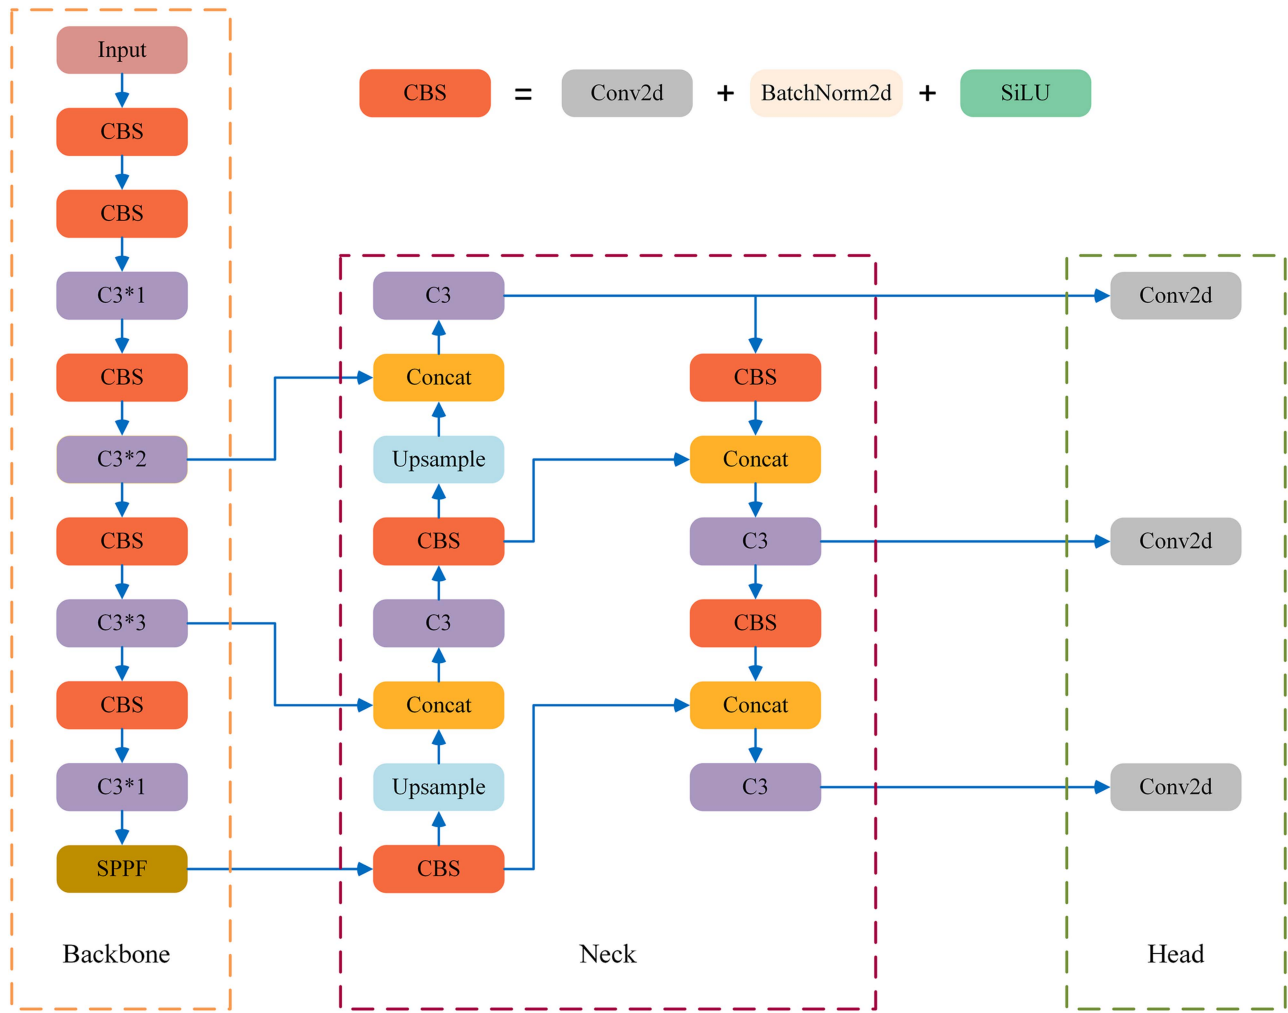 Input
CBS
CBS
C3*1
CBS
C3*2
CBS
C3*3
CBS
C3*1
SPPF
Backbone
CBS = Conv2d + BatchNorm2d + SiLU
C3
Concat
Upsample
CBS
C3
Concat
Upsample
CBS
CBS
Concat
C3
CBS
Concat
C3
Neck
Conv2d
Conv2d
Conv2d
Head